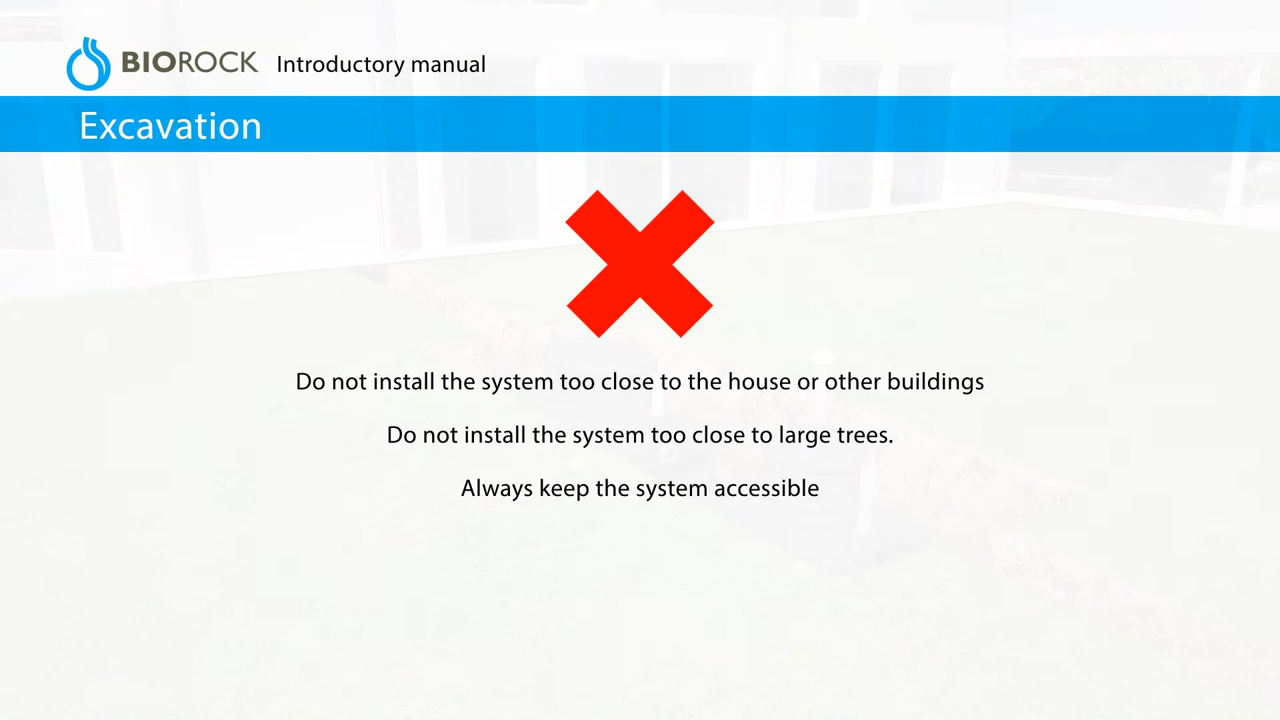 BIOROCK Introductory manual
Excavation
Do not install the system too close to the house or other buildings
Do not install the system too close to large trees.
Always keep the system accessible